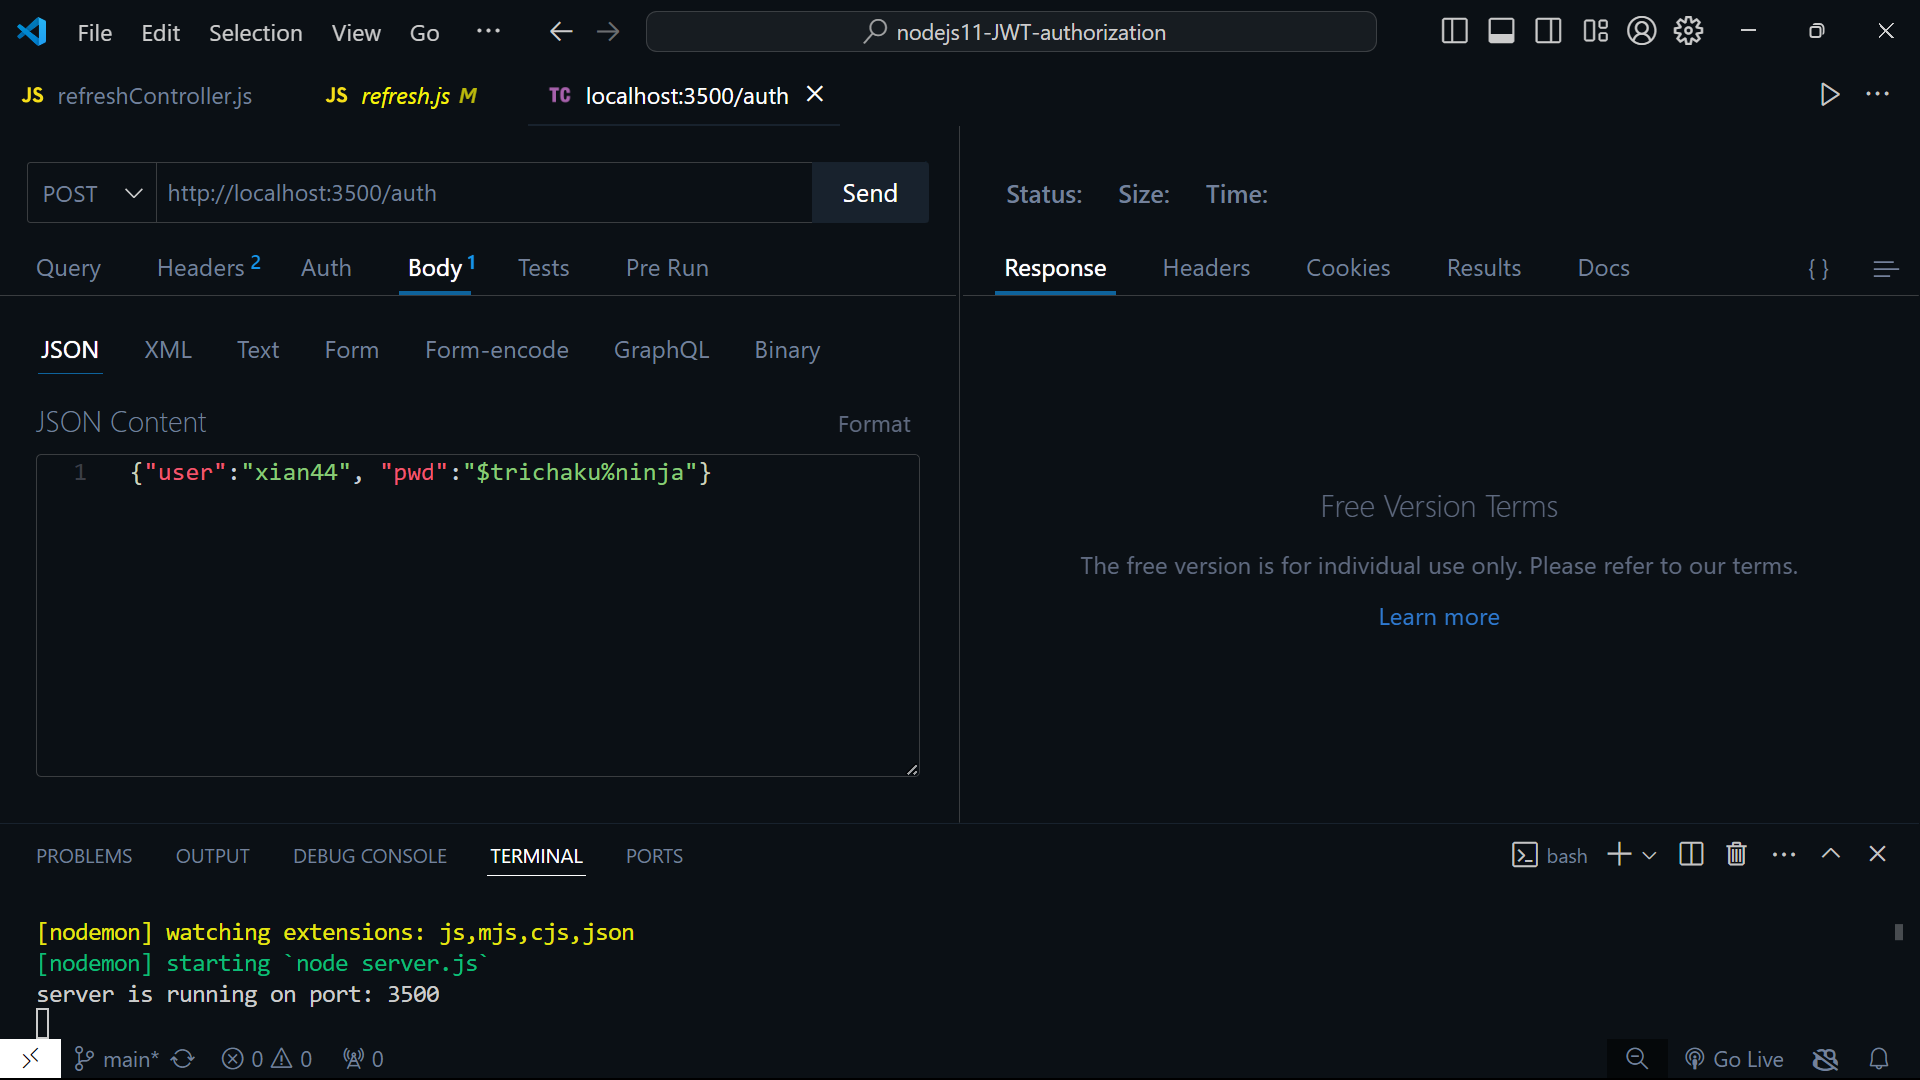 File Edit Selection View Go ··· nodejs11-JWT-authorization
JS refreshController.js JS refresh.js M TC localhost:3500/auth
POST http://localhost:3500/auth Send
Status: Size: Time:
Query Headers 2 Auth Body 1 Tests Pre Run
Response Headers Cookies Results Docs { }
JSON XML Text Form Form-encode GraphQL Binary
JSON Content Format
1 {"user":"xian44", "pwd":"$trichaku%ninja"}
Free Version Terms
The free version is for individual use only. Please refer to our terms.
Learn more
PROBLEMS OUTPUT DEBUG CONSOLE TERMINAL PORTS bash
[nodemon] watching extensions: js,mjs,cjs,json
[nodemon] starting `node server.js`
server is running on port: 3500
main* 0 0 0 Go Live